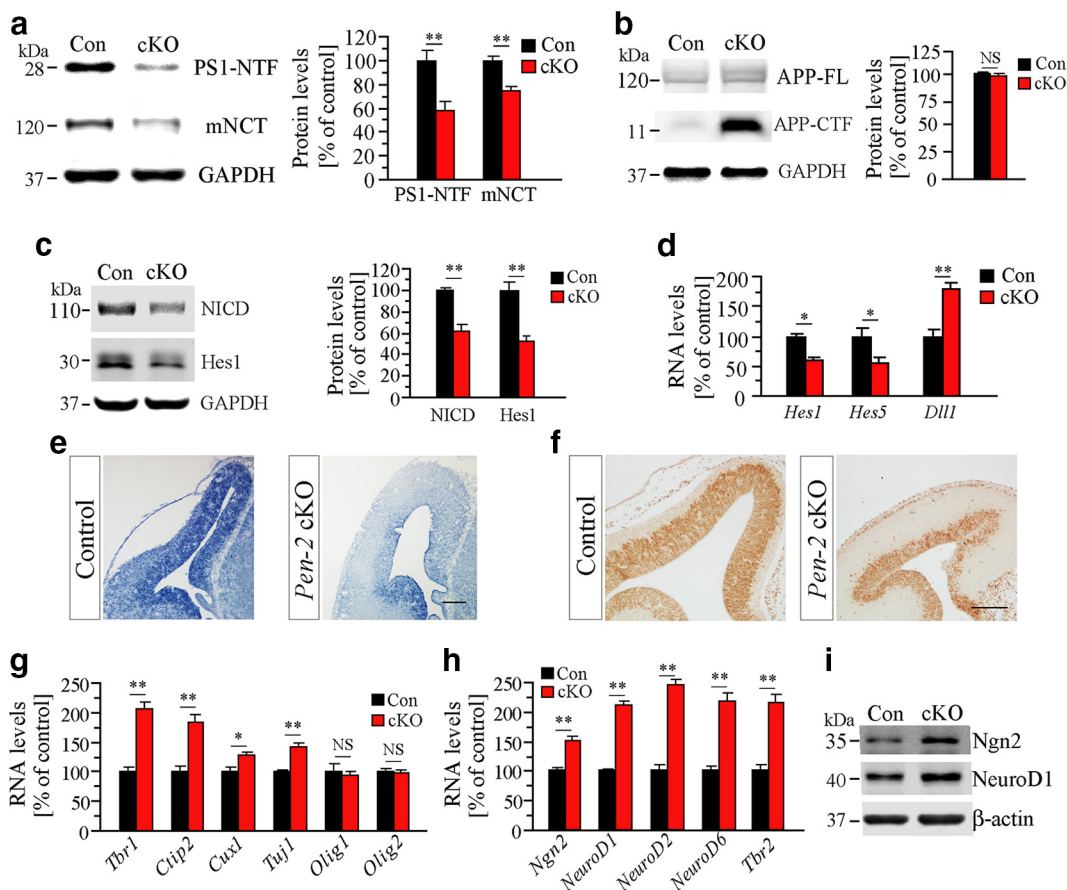 a
kDa Con cKO
28 PS1-NTF
120 mNCT
37 GAPDH
Protein levels
[% of control]
120
100
80
60
40
20
0
** **
Con
cKO
PS1-NTF mNCT
b
kDa Con cKO
120 APP-FL
11 APP-CTF
37 GAPDH
Protein levels
[% of control]
125
100
75
50
25
0
NS
Con
cKO
c
kDa Con cKO
110 NICD
30 Hes1
37 GAPDH
Protein levels
[% of control]
120
100
80
60
40
20
0
** **
Con
cKO
NICD Hes1
d
RNA levels
[% of control]
200
150
100
50
0
* * **
Con
cKO
Hes1 Hes5 Dll1
e
Control
Pen-2 cKO
f
Control
Pen-2 cKO
g
RNA levels
[% of control]
250
200
150
100
50
0
** ** * ** NS NS
Con
cKO
Tbr1 Ctip2 Cux1 Tuj1 Olig1 Olig2
h
RNA levels
[% of control]
250
200
150
100
50
0
** ** ** ** **
Con
cKO
Ngn2 NeuroD1 NeuroD2 NeuroD6 Tbr2
i
kDa Con cKO
35 Ngn2
40 NeuroD1
37 β-actin